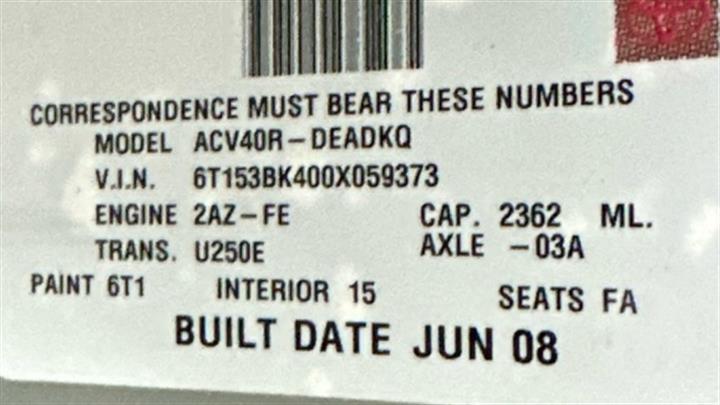 CORRESPONDENCE MUST BEAR THESE NUMBERS
MODEL ACV40R-DEADKQ
V.I.N. 6T153BK400X059373
ENGINE 2AZ-FE CAP. 2362 ML.
TRANS. U250E AXLE -03A
PAINT 6T1 INTERIOR 15 SEATS FA
BUILT DATE JUN 08